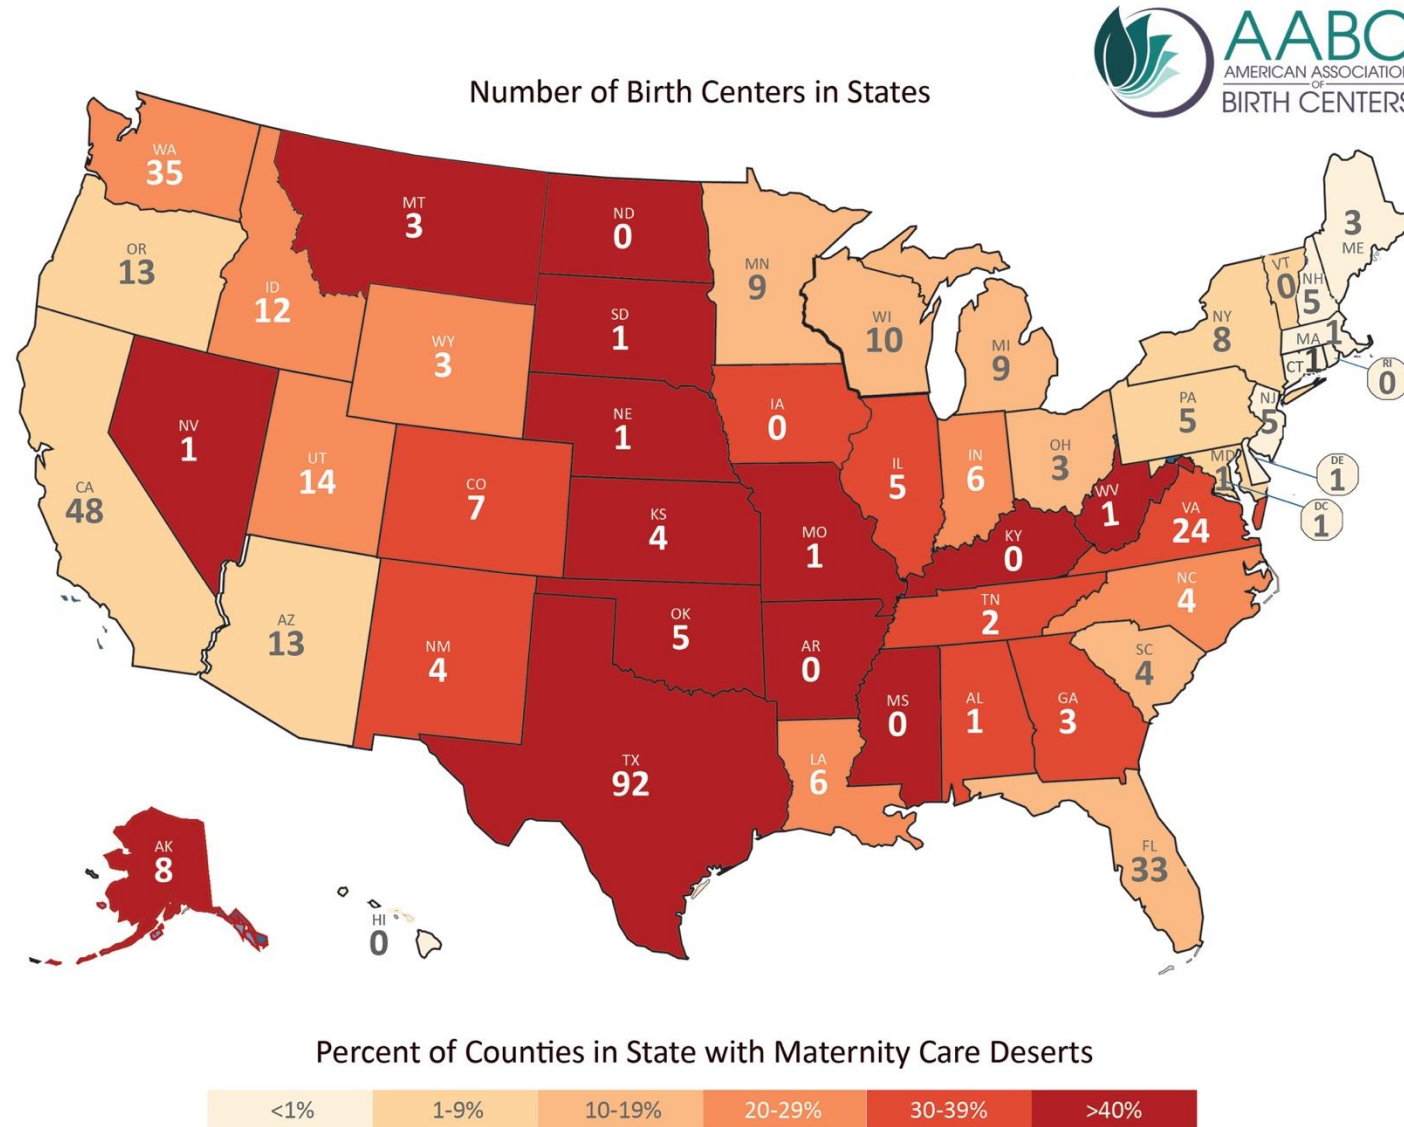 AABC
AMERICAN ASSOCIATION
OF
BIRTH CENTERS
Number of Birth Centers in States
WA
35
OR
13
CA
48
NV
1
ID
12
MT
3
WY
3
UT
14
CO
7
AZ
13
NM
4
ND
0
SD
1
NE
1
KS
4
OK
5
TX
92
MN
9
IA
0
MO
1
AR
0
LA
6
WI
10
IL
5
MI
9
IN
6
OH
3
KY
0
TN
2
MS
0
AL
1
GA
3
FL
33
SC
4
NC
4
VA
24
WV
1
PA
5
NY
8
VT
0
NH
5
3
ME
MA 1
CT 1
RI
0
NJ
5
MD
1
DE
1
DC
1
AK
8
HI
0
Percent of Counties in State with Maternity Care Deserts
<1% 1-9% 10-19% 20-29% 30-39% >40%